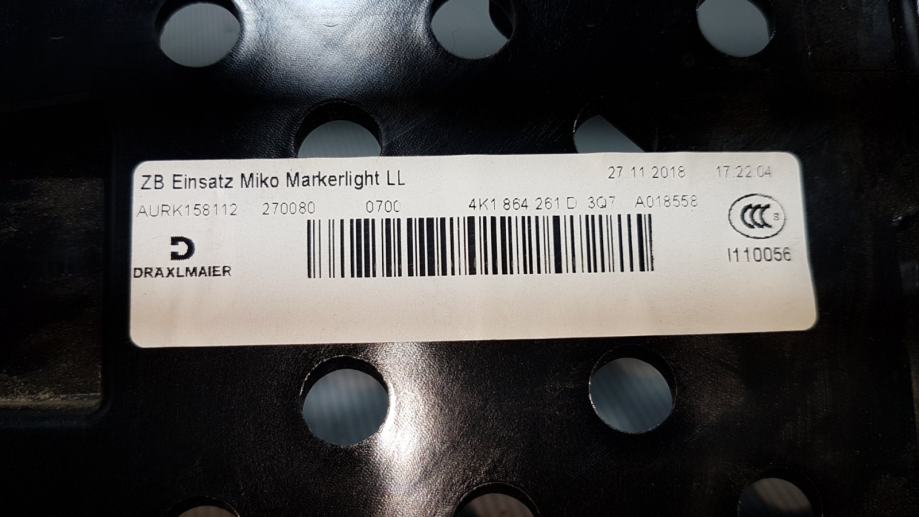 ZB Einsatz Miko Markerlight LL 27 11 2018 17:22:04
AURK158112 270080 0700 4K1 864 261 D 3Q7 A018558
CCC S
DRÄXLMAIER I110056